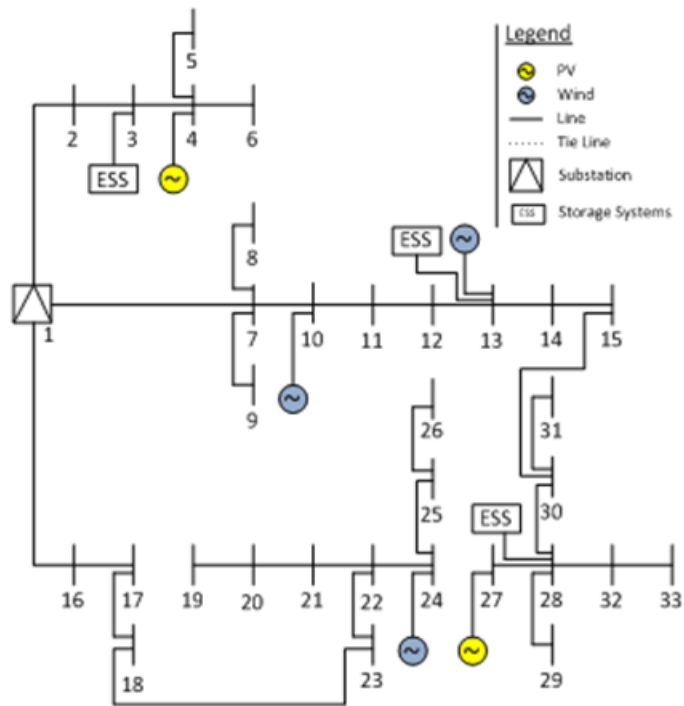 Legend
PV
Wind
Line
Tie Line
Substation
ESS Storage Systems
5
2 3 4 6
ESS
8
ESS
1
7 10 11 12 13 14 15
9
26
31
25
ESS
30
16 17 19 20 21 22 24 27 28 32 33
18
23
29